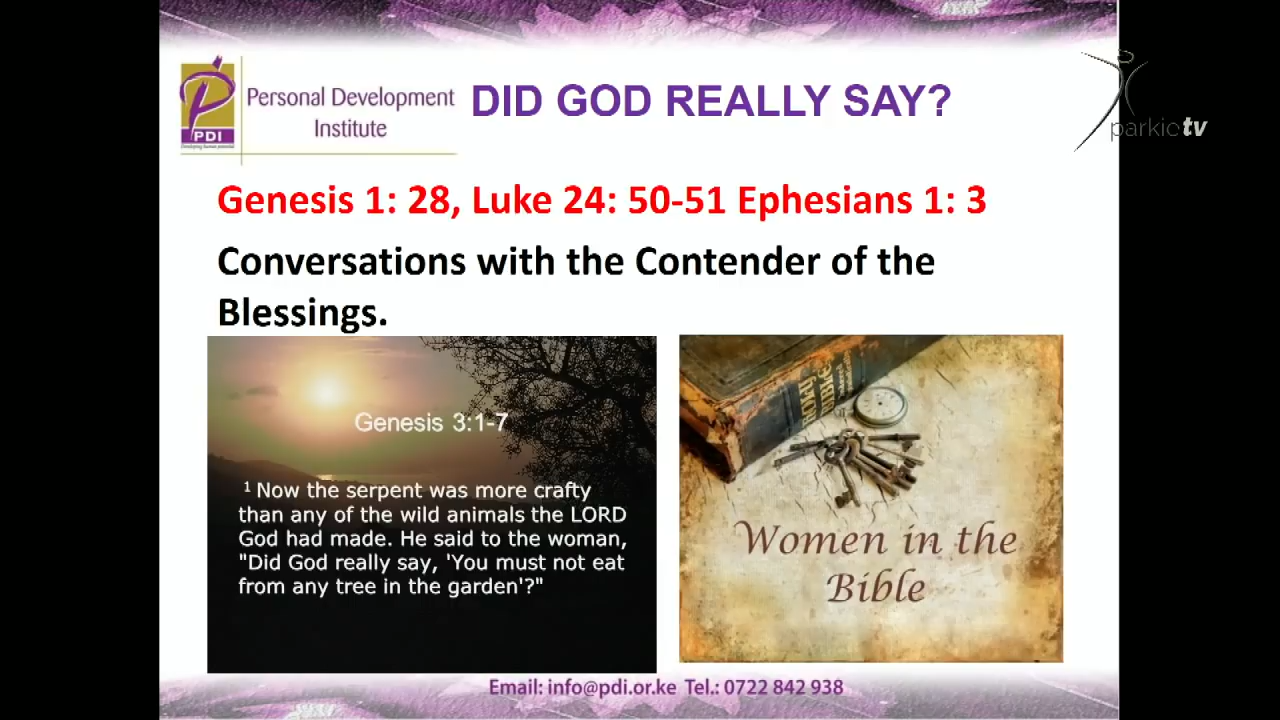 PDI
Personal Development
Institute
DID GOD REALLY SAY?
parkietv
Genesis 1: 28, Luke 24: 50-51 Ephesians 1: 3
Conversations with the Contender of the
Blessings.
Genesis 3:1-7
1 Now the serpent was more crafty
than any of the wild animals the LORD
God had made. He said to the woman,
"Did God really say, 'You must not eat
from any tree in the garden'?"
HOLY
BIBLE
Women in the
Bible
Email: info@pdi.or.ke Tel.: 0722 842 938